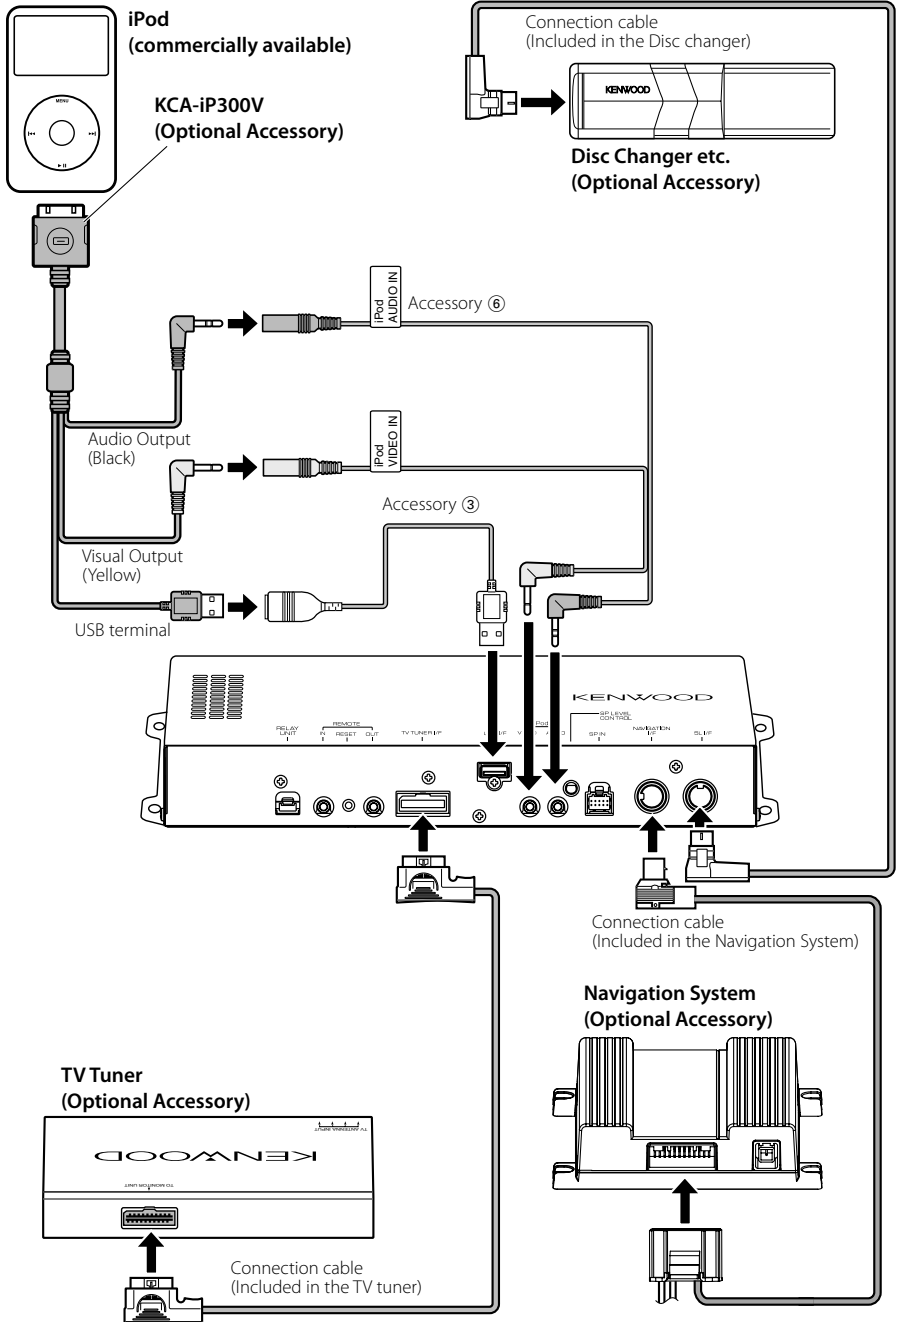 iPod
(commercially available)
MENU
KCA-iP300V
(Optional Accessory)
Connection cable
(Included in the Disc changer)
KENWOOD
Disc Changer etc.
(Optional Accessory)
iPod
AUDIO IN
Accessory ⑥
Audio Output
(Black)
iPod
VIDEO IN
Accessory ③
Visual Output
(Yellow)
USB terminal
KENWOOD
SP LEVEL
CONTROL
RELAY
UNIT
REMOTE
IN
RESET
OUT
TV TUNER I/F
I/F
SP IN
NAVIGATION
I/F
5L I/F
Connection cable
(Included in the Navigation System)
Navigation System
(Optional Accessory)
TV Tuner
(Optional Accessory)
TV ANTENNA INPUT
KENWOOD
TO MONITOR UNIT
Connection cable
(Included in the TV tuner)